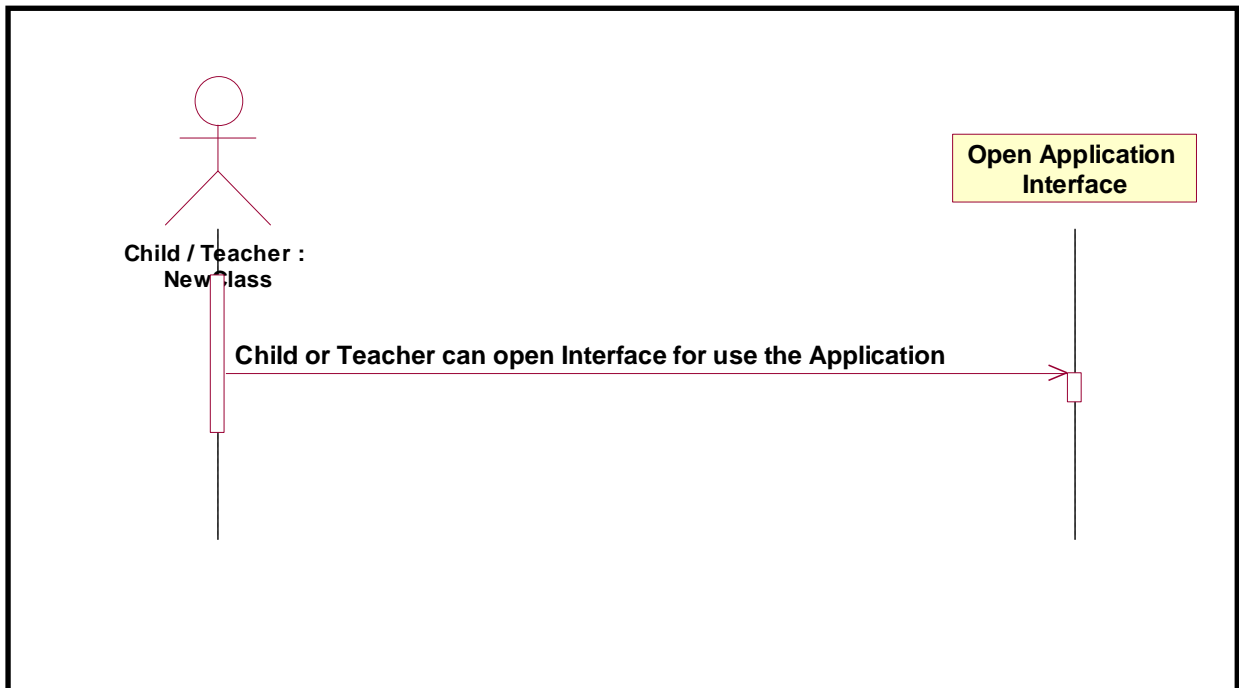 Open Application
Interface
Child / Teacher :
NewClass
Child or Teacher can open Interface for use the Application